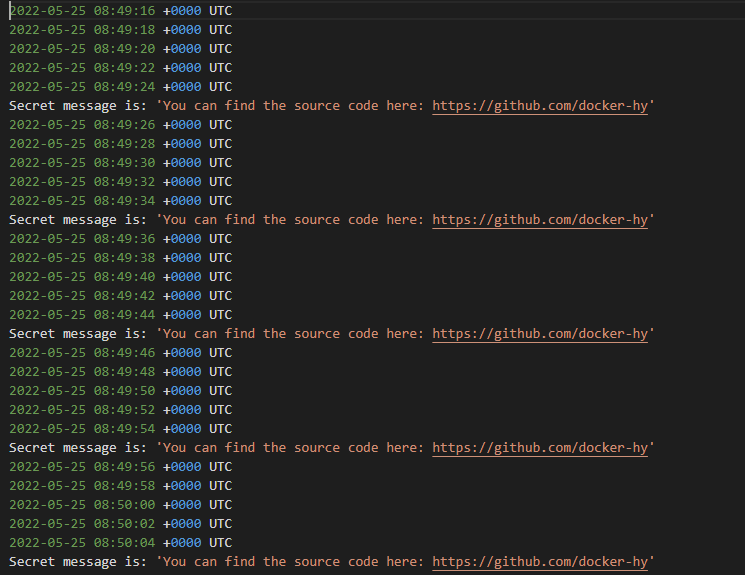 2022-05-25 08:49:16 +0000 UTC
2022-05-25 08:49:18 +0000 UTC
2022-05-25 08:49:20 +0000 UTC
2022-05-25 08:49:22 +0000 UTC
2022-05-25 08:49:24 +0000 UTC
Secret message is: 'You can find the source code here: https://github.com/docker-hy'
2022-05-25 08:49:26 +0000 UTC
2022-05-25 08:49:28 +0000 UTC
2022-05-25 08:49:30 +0000 UTC
2022-05-25 08:49:32 +0000 UTC
2022-05-25 08:49:34 +0000 UTC
Secret message is: 'You can find the source code here: https://github.com/docker-hy'
2022-05-25 08:49:36 +0000 UTC
2022-05-25 08:49:38 +0000 UTC
2022-05-25 08:49:40 +0000 UTC
2022-05-25 08:49:42 +0000 UTC
2022-05-25 08:49:44 +0000 UTC
Secret message is: 'You can find the source code here: https://github.com/docker-hy'
2022-05-25 08:49:46 +0000 UTC
2022-05-25 08:49:48 +0000 UTC
2022-05-25 08:49:50 +0000 UTC
2022-05-25 08:49:52 +0000 UTC
2022-05-25 08:49:54 +0000 UTC
Secret message is: 'You can find the source code here: https://github.com/docker-hy'
2022-05-25 08:49:56 +0000 UTC
2022-05-25 08:49:58 +0000 UTC
2022-05-25 08:50:00 +0000 UTC
2022-05-25 08:50:02 +0000 UTC
2022-05-25 08:50:04 +0000 UTC
Secret message is: 'You can find the source code here: https://github.com/docker-hy'